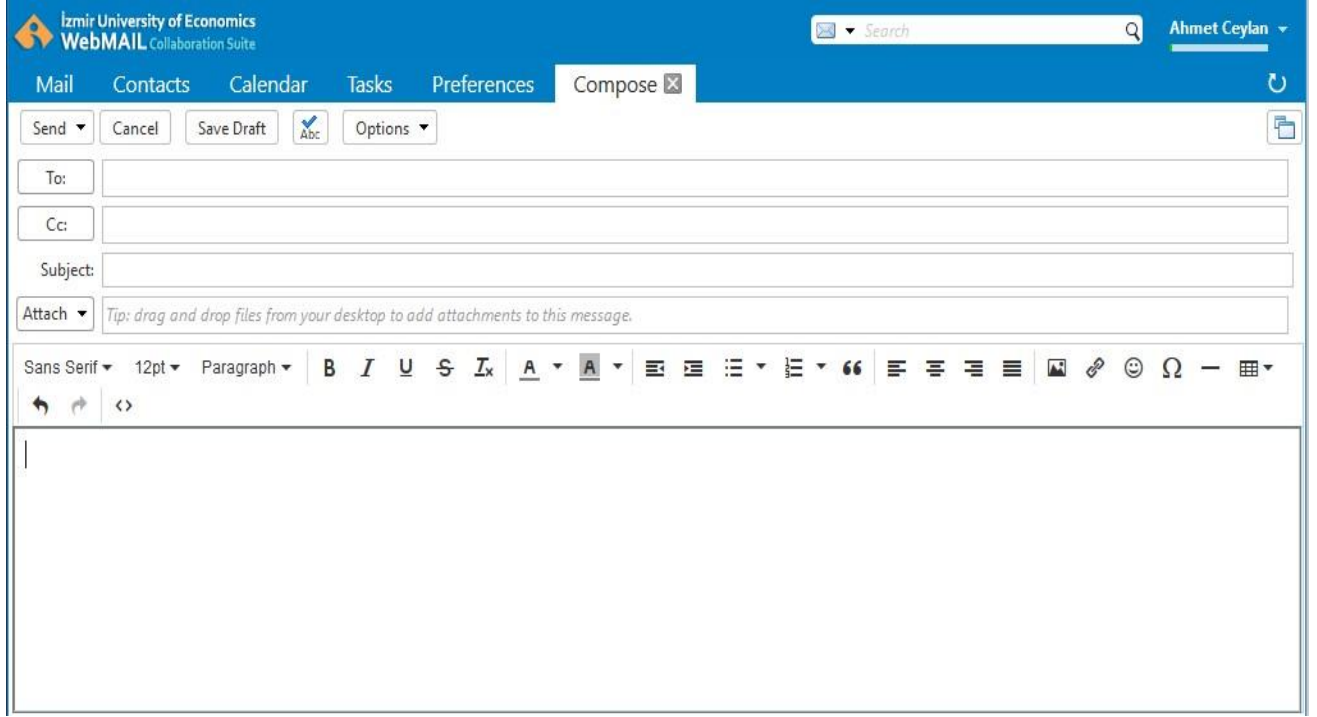 İzmir University of Economics
WebMAIL Collaboration Suite
Search
Ahmet Ceylan
Mail Contacts Calendar Tasks Preferences Compose
Send Cancel Save Draft Abc Options
To:
Cc:
Subject:
Attach Tip: drag and drop files from your desktop to add attachments to this message.
Sans Serif 12pt Paragraph B I U S Ix A A “ Ω
<>